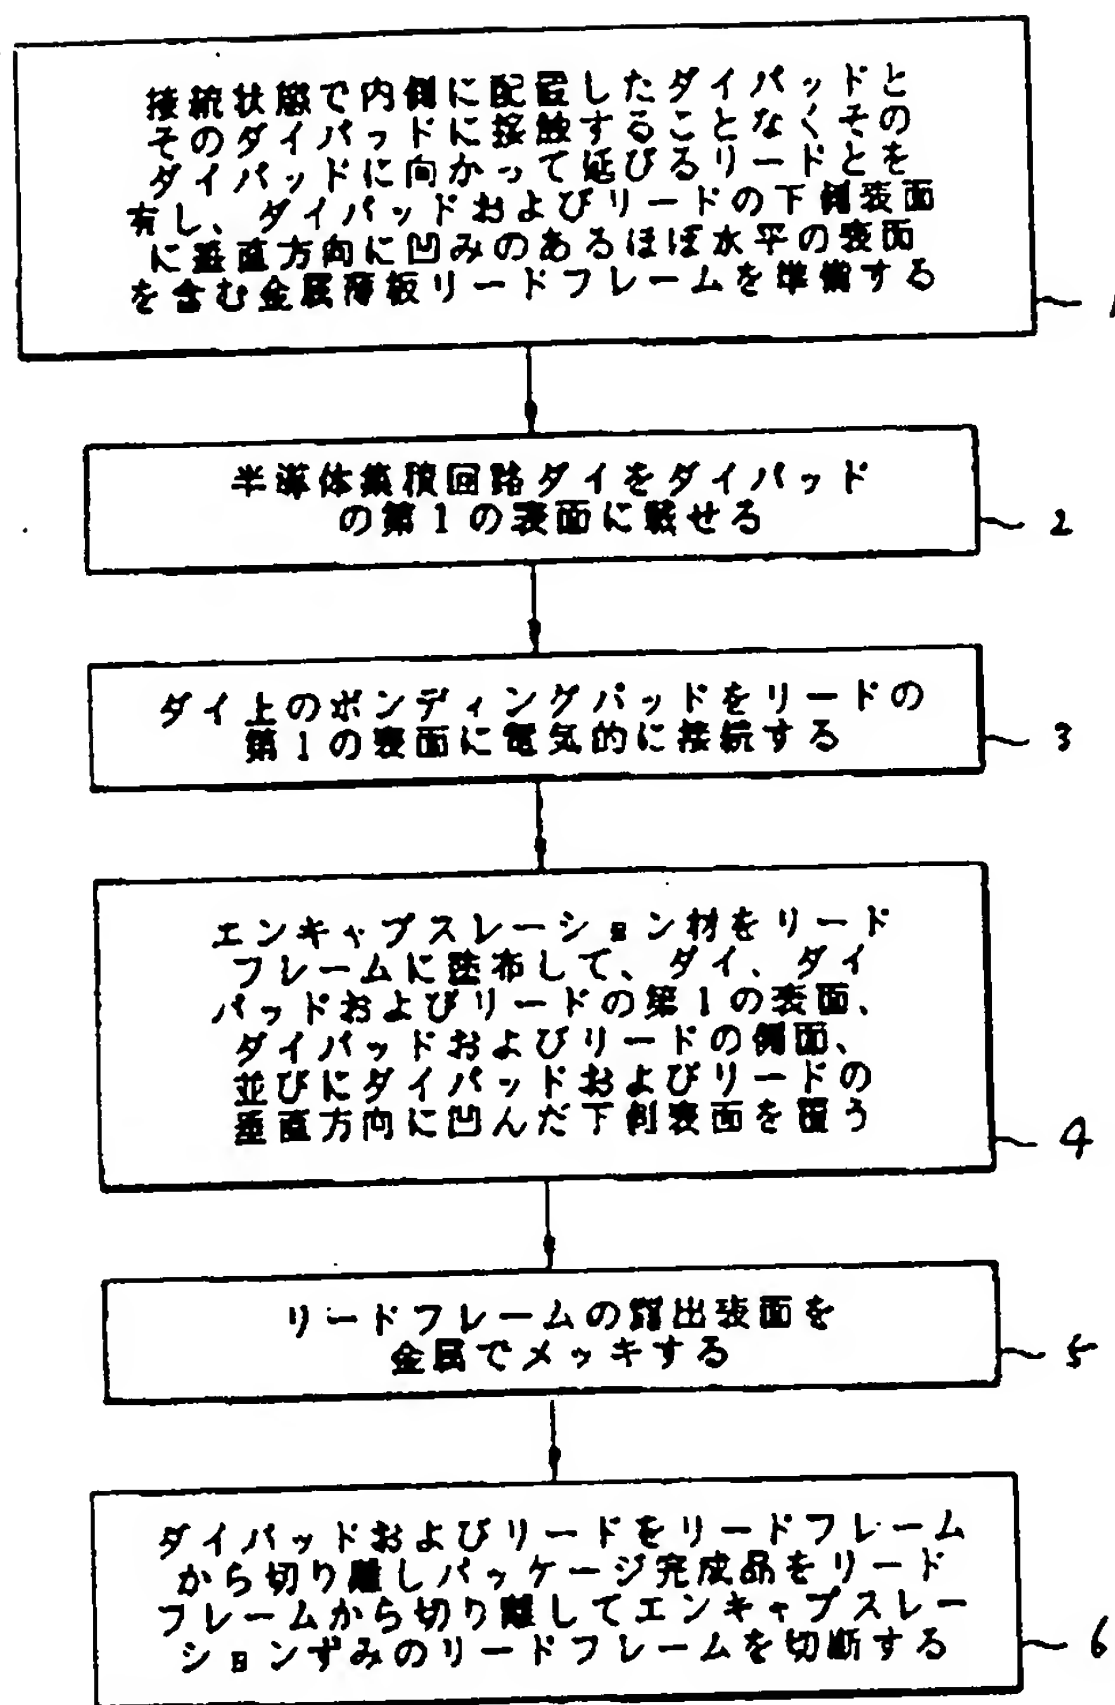 接続状態で内側に配置したダイパッドと
そのダイパッドに接触することなくその
ダイパッドに向かって延びるリードとを
有し、ダイパッドおよびリードの下側表面
に垂直方向に凹みのあるほぼ水平の表面
を含む金属薄板リードフレームを準備する
1
半導体集積回路ダイをダイパッド
の第1の表面に載せる
2
ダイ上のボンディングパッドをリードの
第1の表面に電気的に接続する
3
エンキャプスレーション材をリード
フレームに塗布して、ダイ、ダイ
パッドおよびリードの第1の表面、
ダイパッドおよびリードの側面、
並びにダイパッドおよびリードの
垂直方向に凹んだ下側表面を覆う
4
リードフレームの露出表面を
金属でメッキする
5
ダイパッドおよびリードをリードフレーム
から切り離しパッケージ完成品をリード
フレームから切り離してエンキャプスレー
ションずみのリードフレームを切断する
6